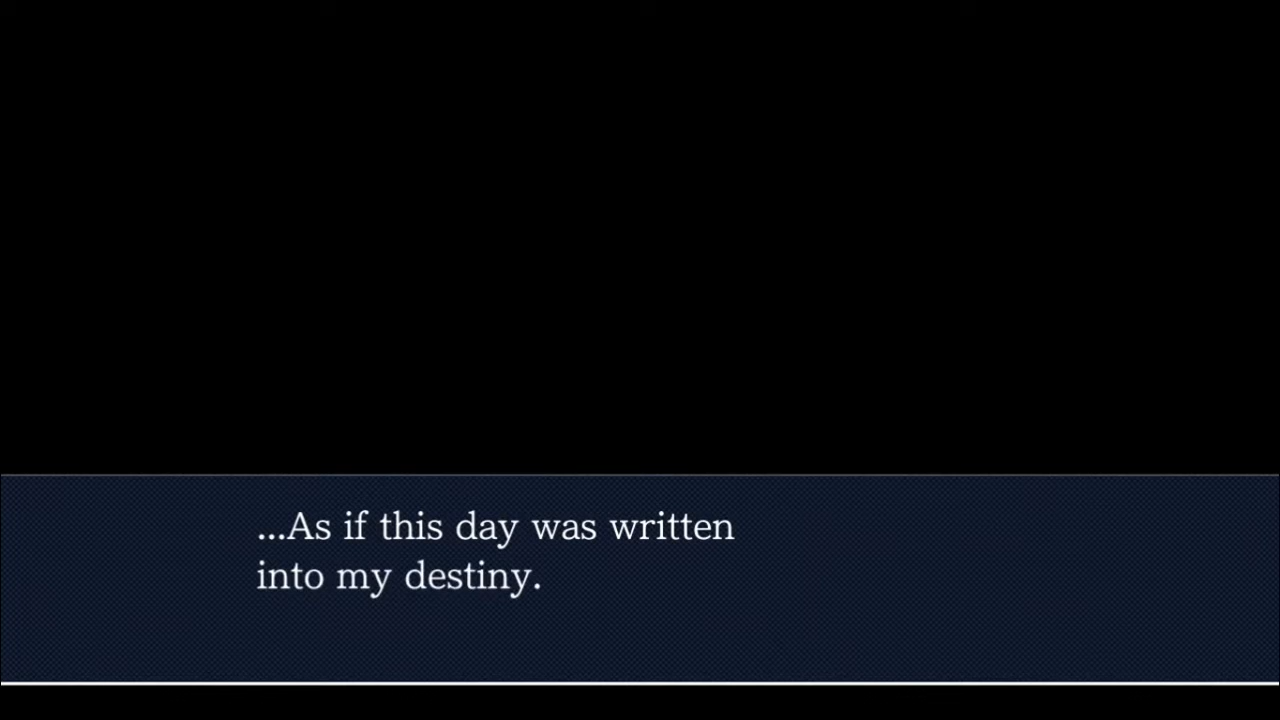 ...As if this day was written
into my destiny.